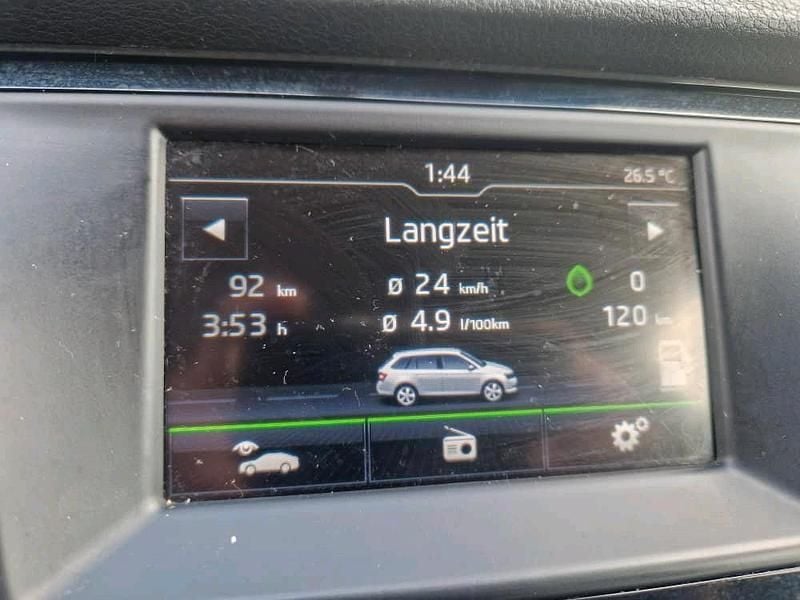 1:44 26.5 °C
Langzeit
92 km Ø 24 km/h 0
3:53 h Ø 4.9 l/100km 120 km